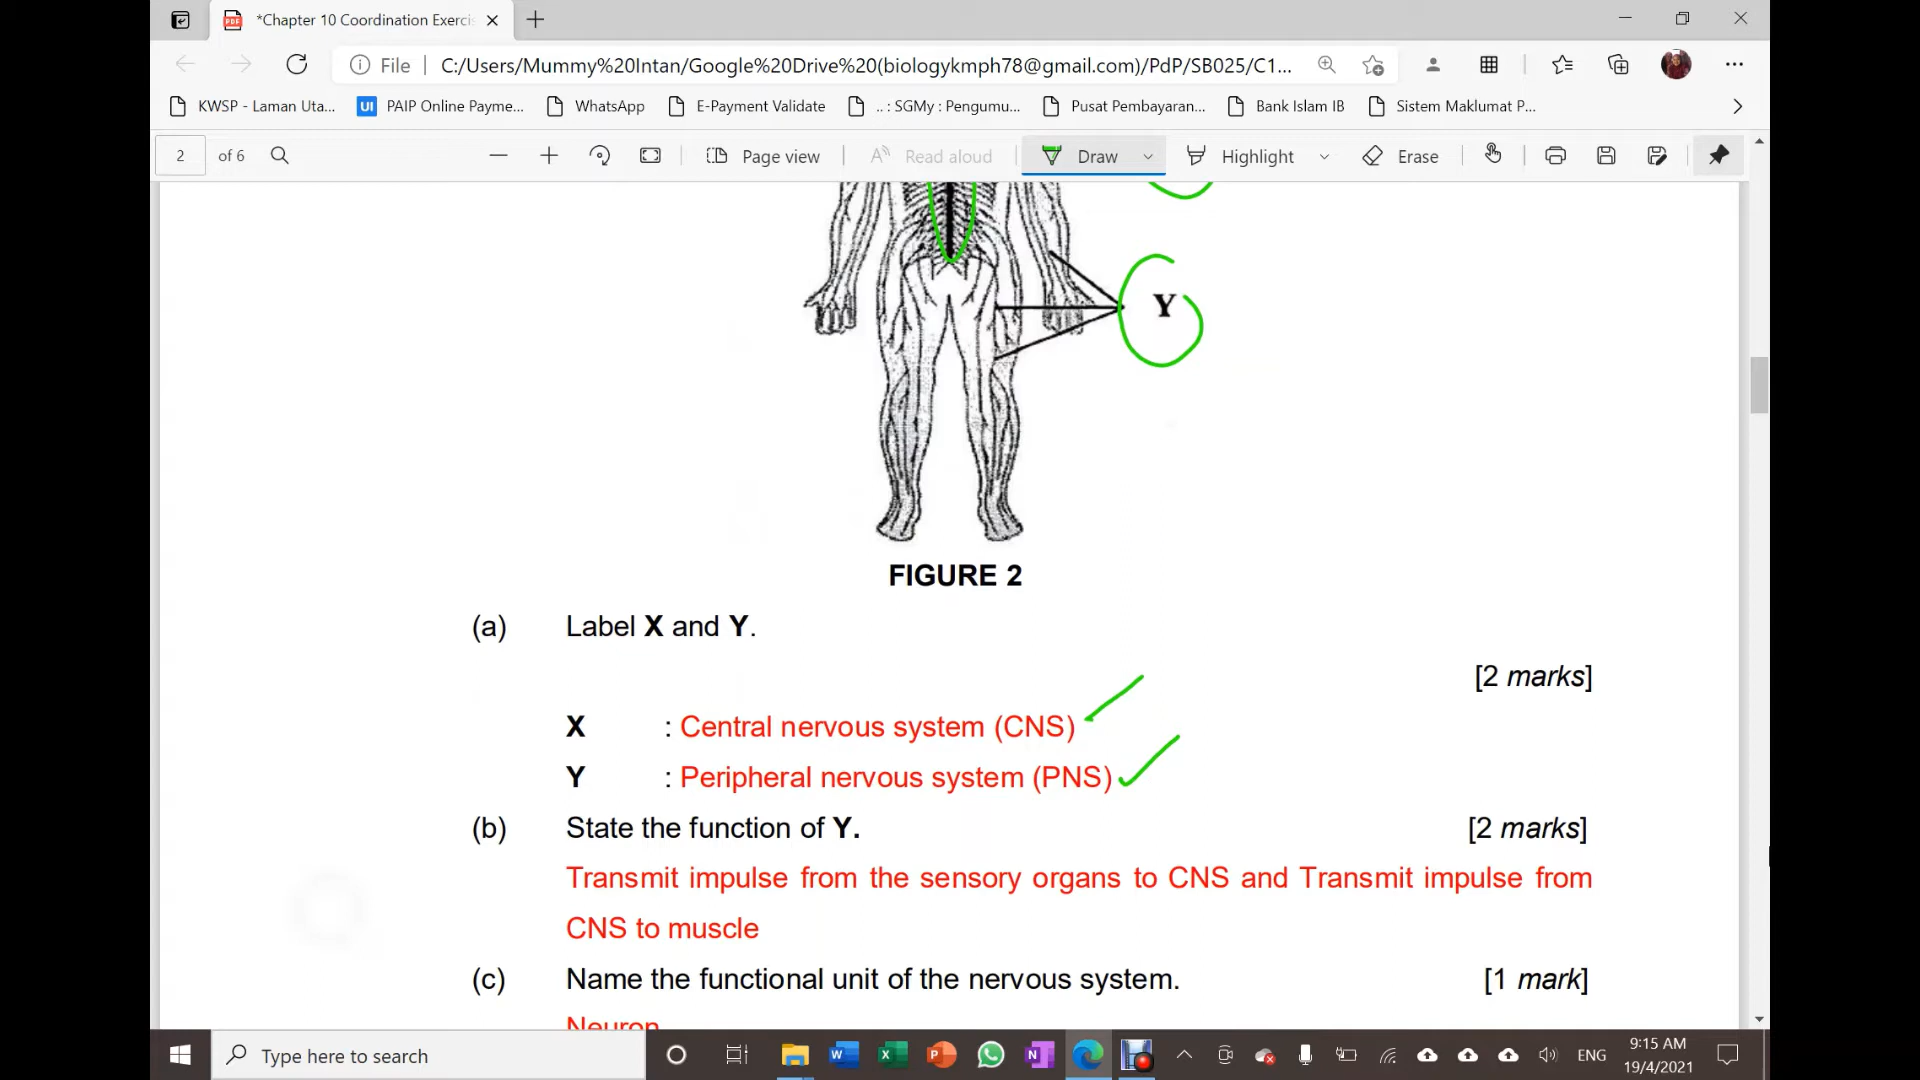 *Chapter 10 Coordination Exerci
File
C:/Users/Mummy%20Intan/Google%20Drive%20(biologykmph78@gmail.com)/PdP/SB025/C1...
KWSP - Laman Uta...
UI PAIP Online Payme...
WhatsApp
E-Payment Validate
.. : SGMy : Pengumu...
Pusat Pembayaran...
Bank Islam IB
Sistem Maklumat P...
2 of 6
Page view
Read aloud
Draw
Highlight
Erase
Y
FIGURE 2
(a) Label X and Y.
[2 marks]
X : Central nervous system (CNS)
Y : Peripheral nervous system (PNS)
(b) State the function of Y. [2 marks]
Transmit impulse from the sensory organs to CNS and Transmit impulse from
CNS to muscle
(c) Name the functional unit of the nervous system. [1 mark]
Neuron
Type here to search
ENG
9:15 AM
19/4/2021